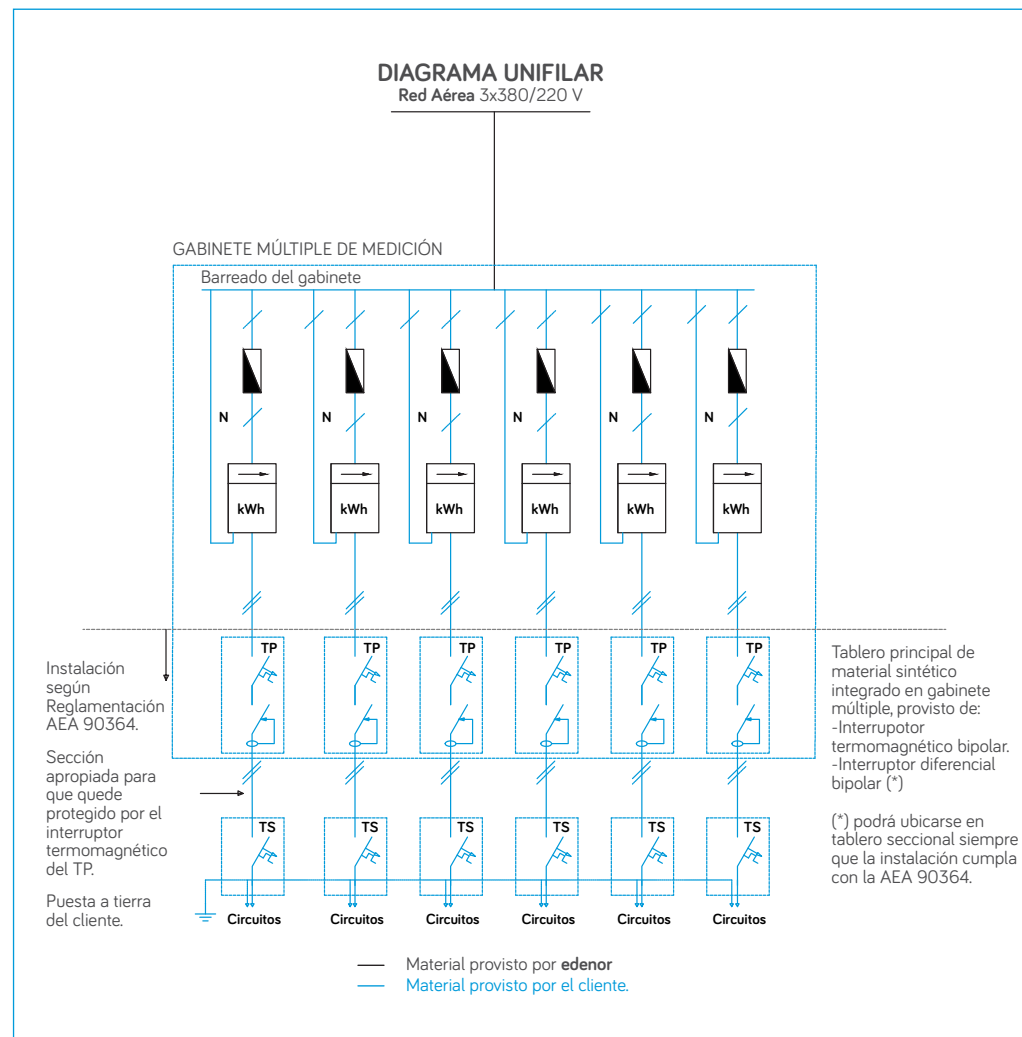 DIAGRAMA UNIFILAR
Red Aérea 3x380/220 V
GABINETE MÚLTIPLE DE MEDICIÓN
Barreado del gabinete
N N N N N N
kWh kWh kWh kWh kWh kWh
TP TP TP TP TP TP
Instalación
según
Reglamentación
AEA 90364.
Sección
apropiada para
que quede
protegido por el
interruptor
termomagnético
del TP.
Puesta a tierra
del cliente.
Tablero principal de
material sintético
integrado en gabinete
múltiple, provisto de:
-Interrupotor
termomagnético bipolar.
-Interruptor diferencial
bipolar (*)
(*) podrá ubicarse en
tablero seccional siempre
que la instalación cumpla
con la AEA 90364.
TS TS TS TS TS TS
Circuitos Circuitos Circuitos Circuitos Circuitos Circuitos
Material provisto por edenor
Material provisto por el cliente.